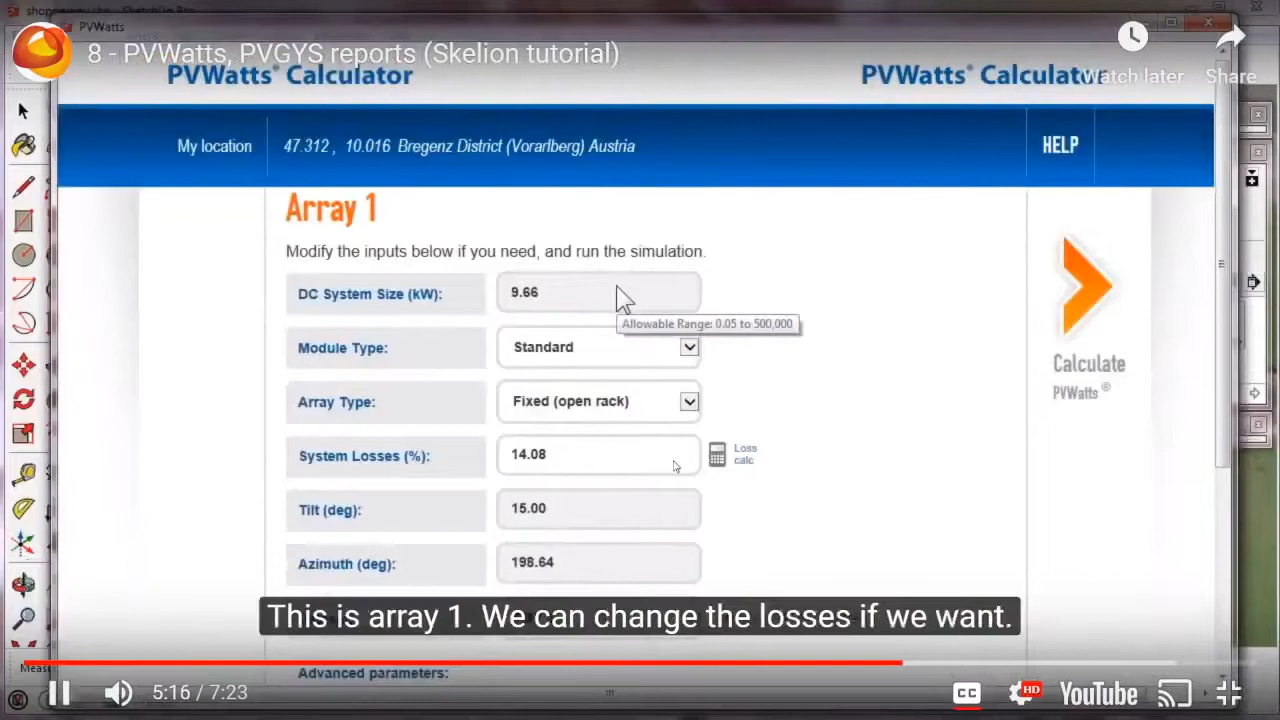 PVWatts
8 - PVWatts, PVGYS reports (Skelion tutorial)
Watch later
Share
PVWatts® Calculator
PVWatts® Calculator
My location
47.312 , 10.016 Bregenz District (Vorarlberg) Austria
HELP
Array 1
Modify the inputs below if you need, and run the simulation.
DC System Size (kW):
9.66
Allowable Range: 0.05 to 500,000
Module Type:
Standard
Calculate
PVWatts ®
Array Type:
Fixed (open rack)
System Losses (%):
14.08
Loss
calc
Tilt (deg):
15.00
Azimuth (deg):
198.64
This is array 1. We can change the losses if we want.
Advanced parameters:
5:16 / 7:23
CC
HD
YouTube